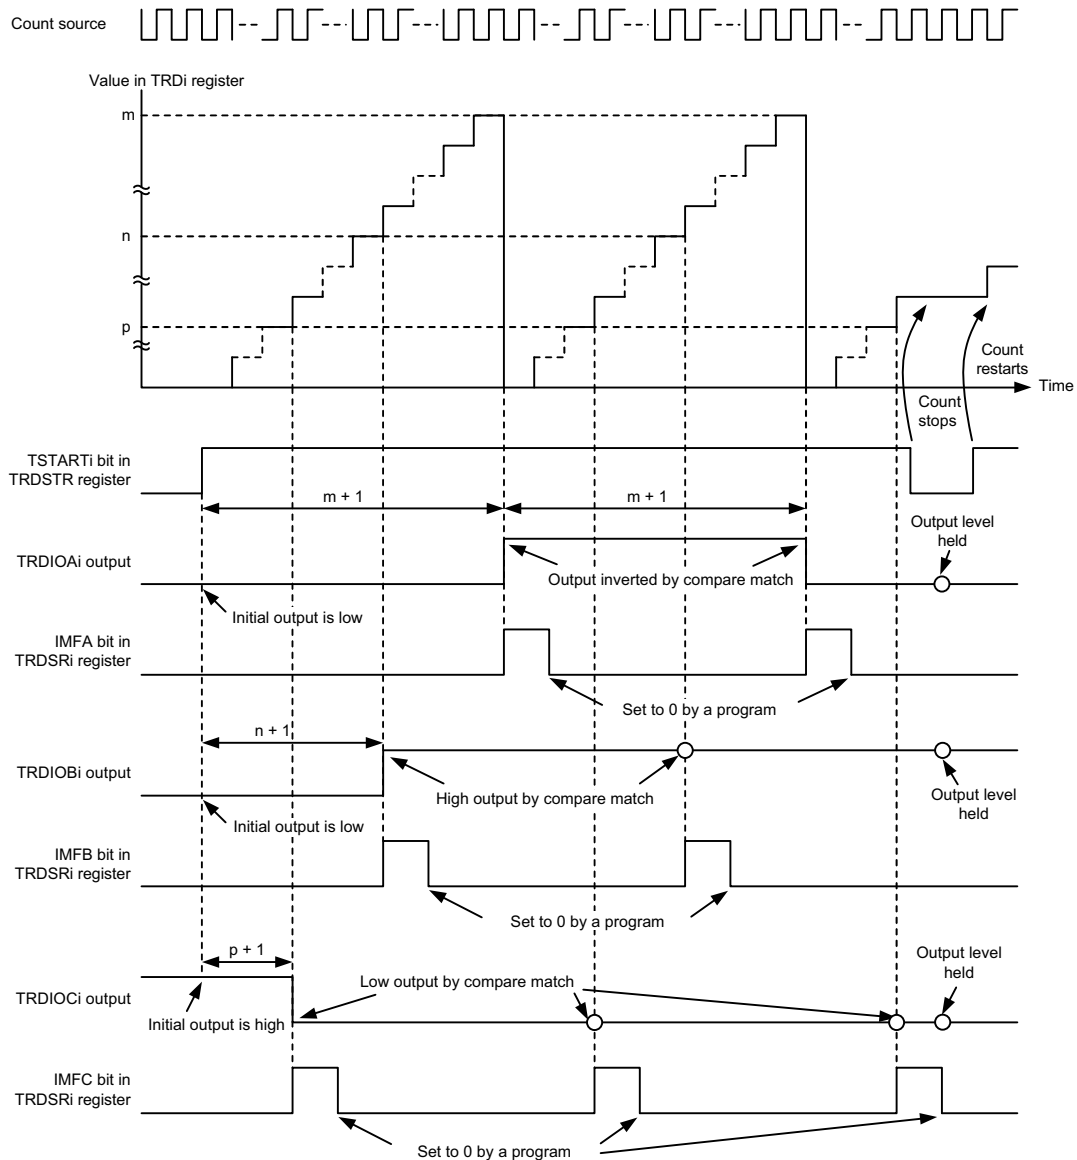 Count source
Value in TRDi register
m
n
p
Count
restarts
Time
Count
stops
TSTARTi bit in
TRDSTR register
m + 1
m + 1
Output level
held
TRDIOAi output
Output inverted by compare match
Initial output is low
IMFA bit in
TRDSRi register
Set to 0 by a program
n + 1
TRDIOBi output
High output by compare match
Output level
held
Initial output is low
IMFB bit in
TRDSRi register
Set to 0 by a program
p + 1
Output level
held
Low output by compare match
TRDIOCi output
Initial output is high
IMFC bit in
TRDSRi register
Set to 0 by a program